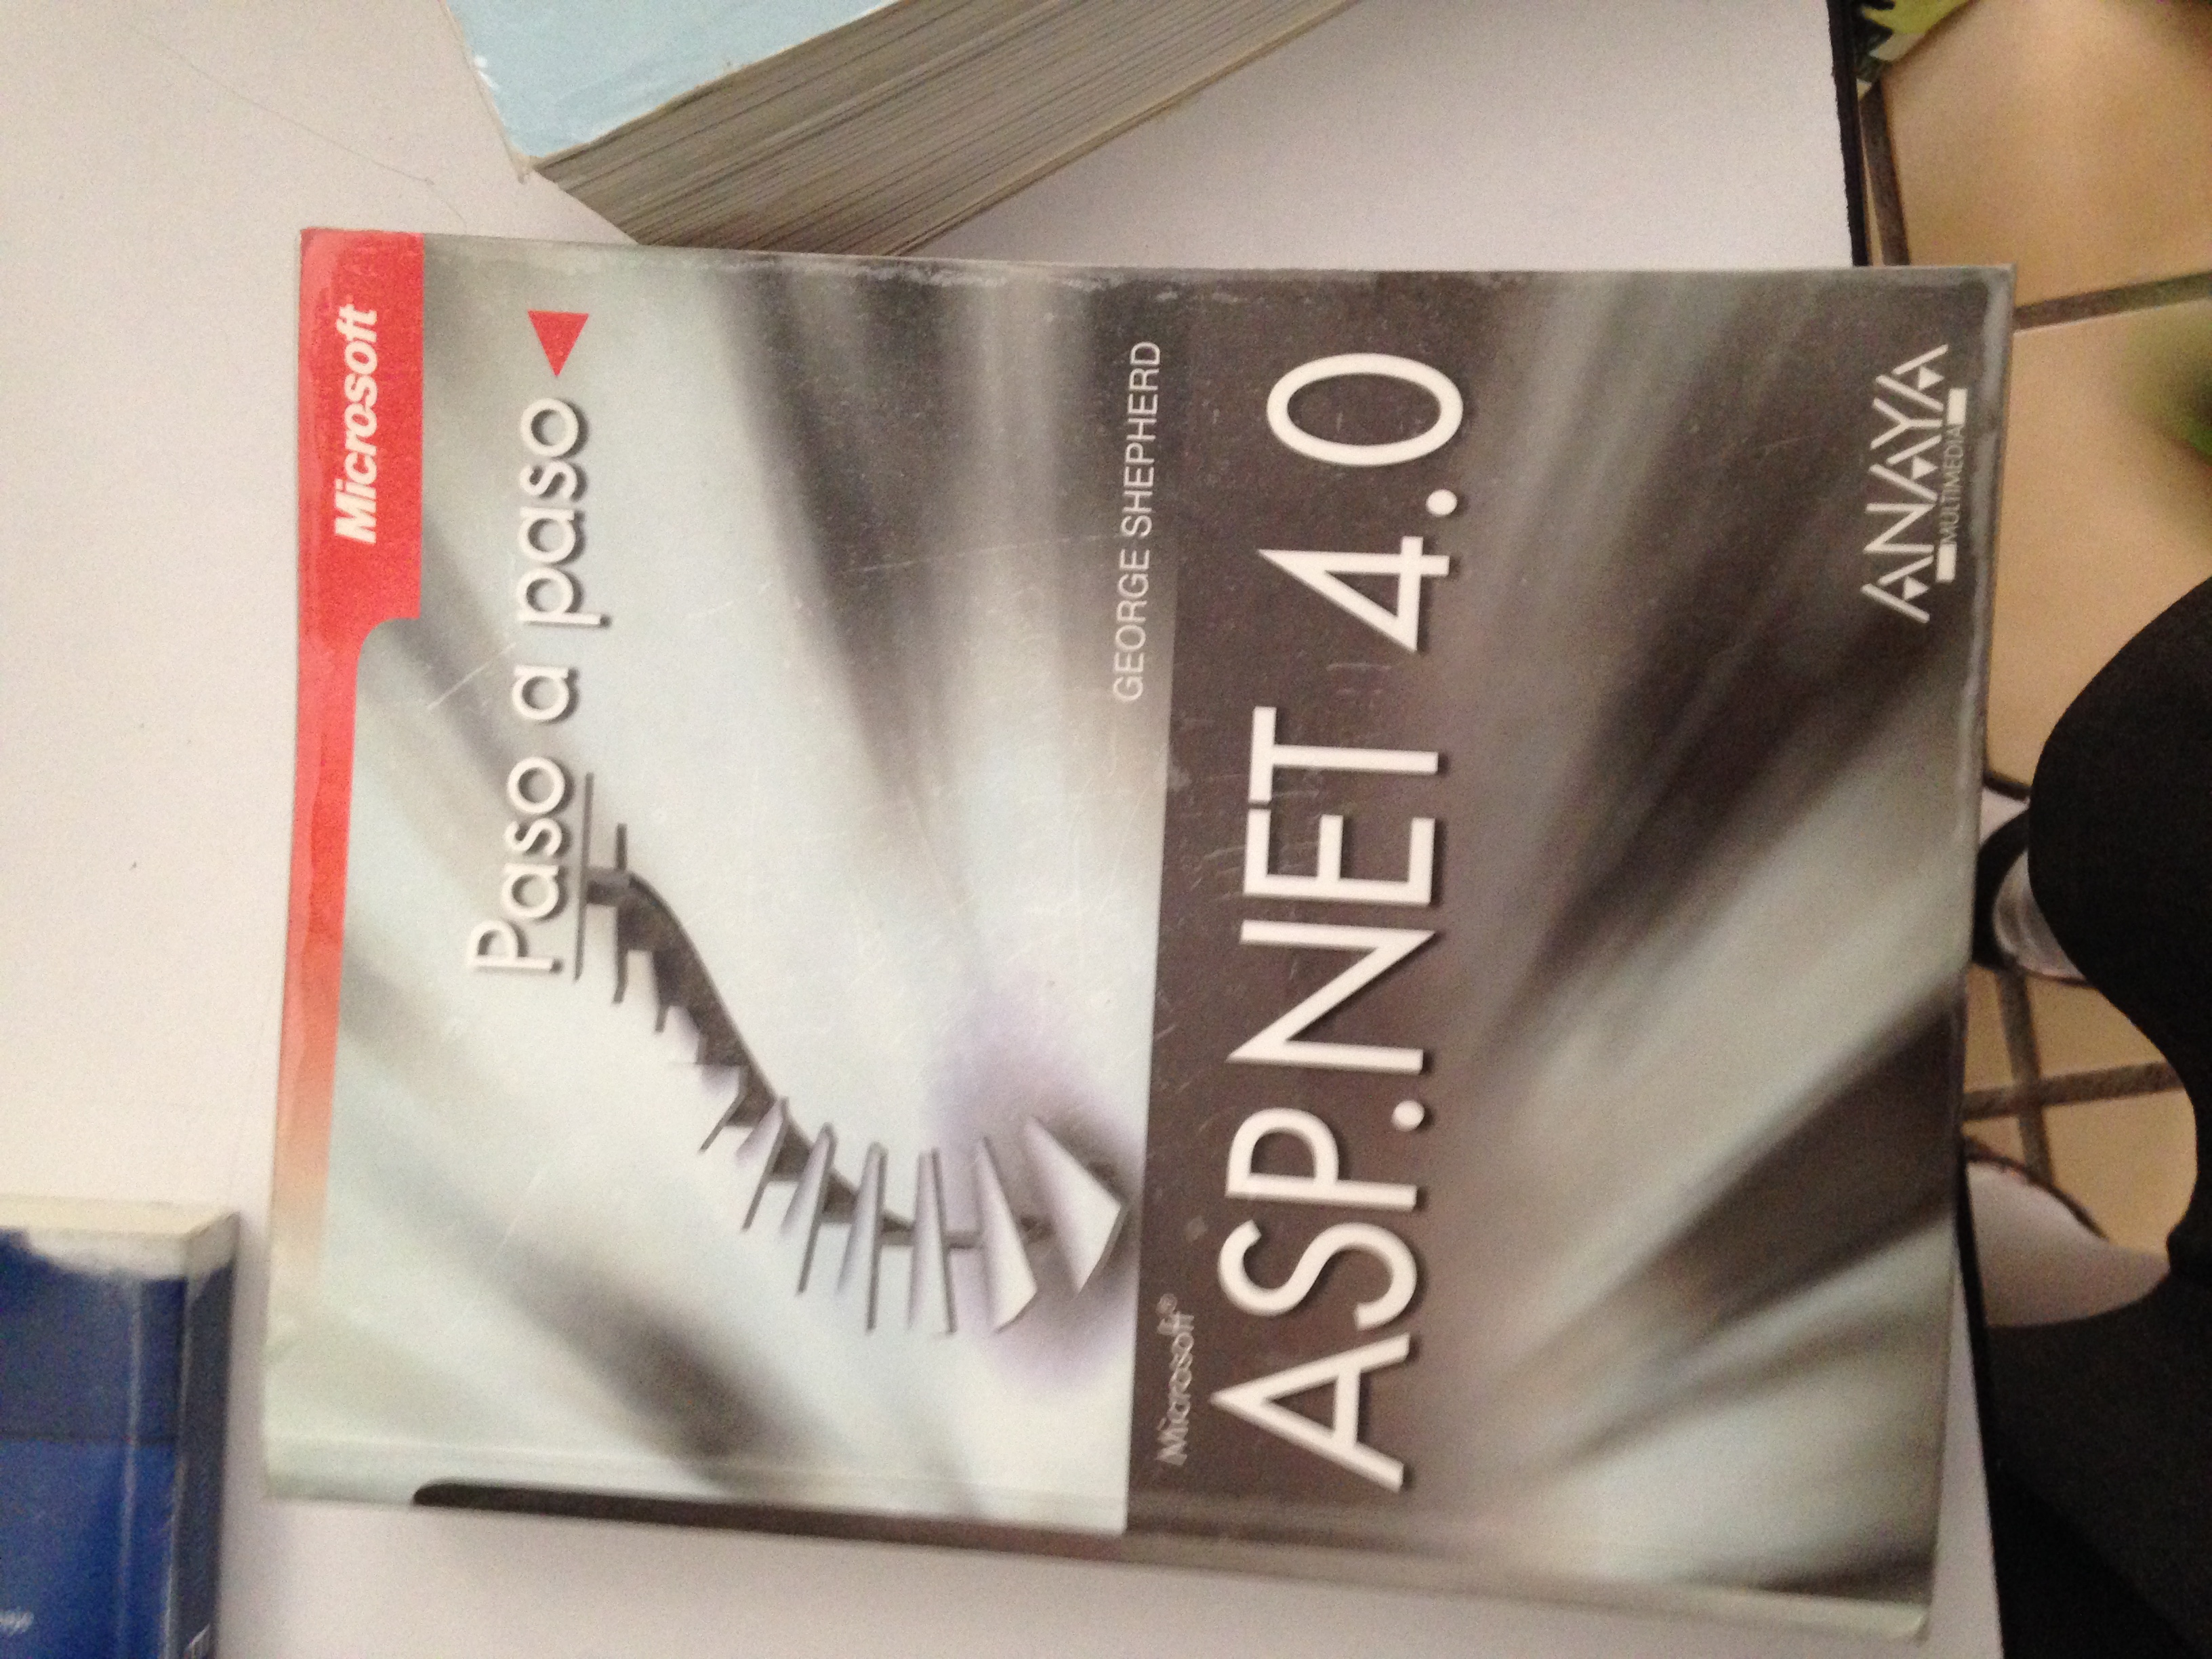 Microsoft
Paso a paso
GEORGE SHEPHERD
Microsoft®
ASP.NET 4.0
ANAYA
MULTIMEDIA